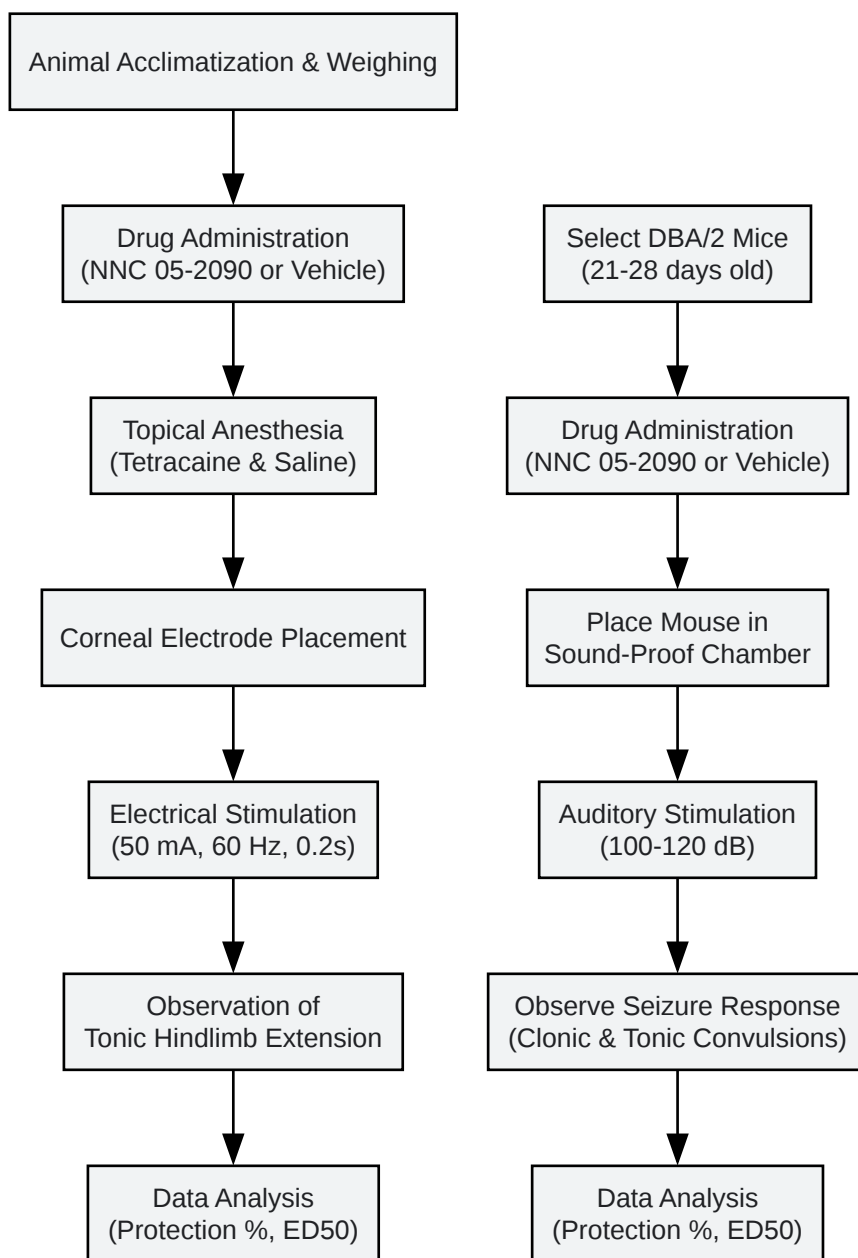 Animal Acclimatization & Weighing
Drug Administration
(NNC 05-2090 or Vehicle)
Topical Anesthesia
(Tetracaine & Saline)
Corneal Electrode Placement
Electrical Stimulation
(50 mA, 60 Hz, 0.2s)
Observation of
Tonic Hindlimb Extension
Data Analysis
(Protection %, ED50)
Select DBA/2 Mice
(21-28 days old)
Drug Administration
(NNC 05-2090 or Vehicle)
Place Mouse in
Sound-Proof Chamber
Auditory Stimulation
(100-120 dB)
Observe Seizure Response
(Clonic & Tonic Convulsions)
Data Analysis
(Protection %, ED50)